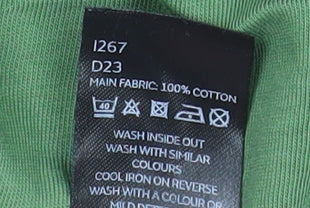 I267
D23
MAIN FABRIC: 100% COTTON
40
WASH INSIDE OUT
WASH WITH SIMILAR
COLOURS
COOL IRON ON REVERSE
WASH WITH A COLOUR OR
MILD